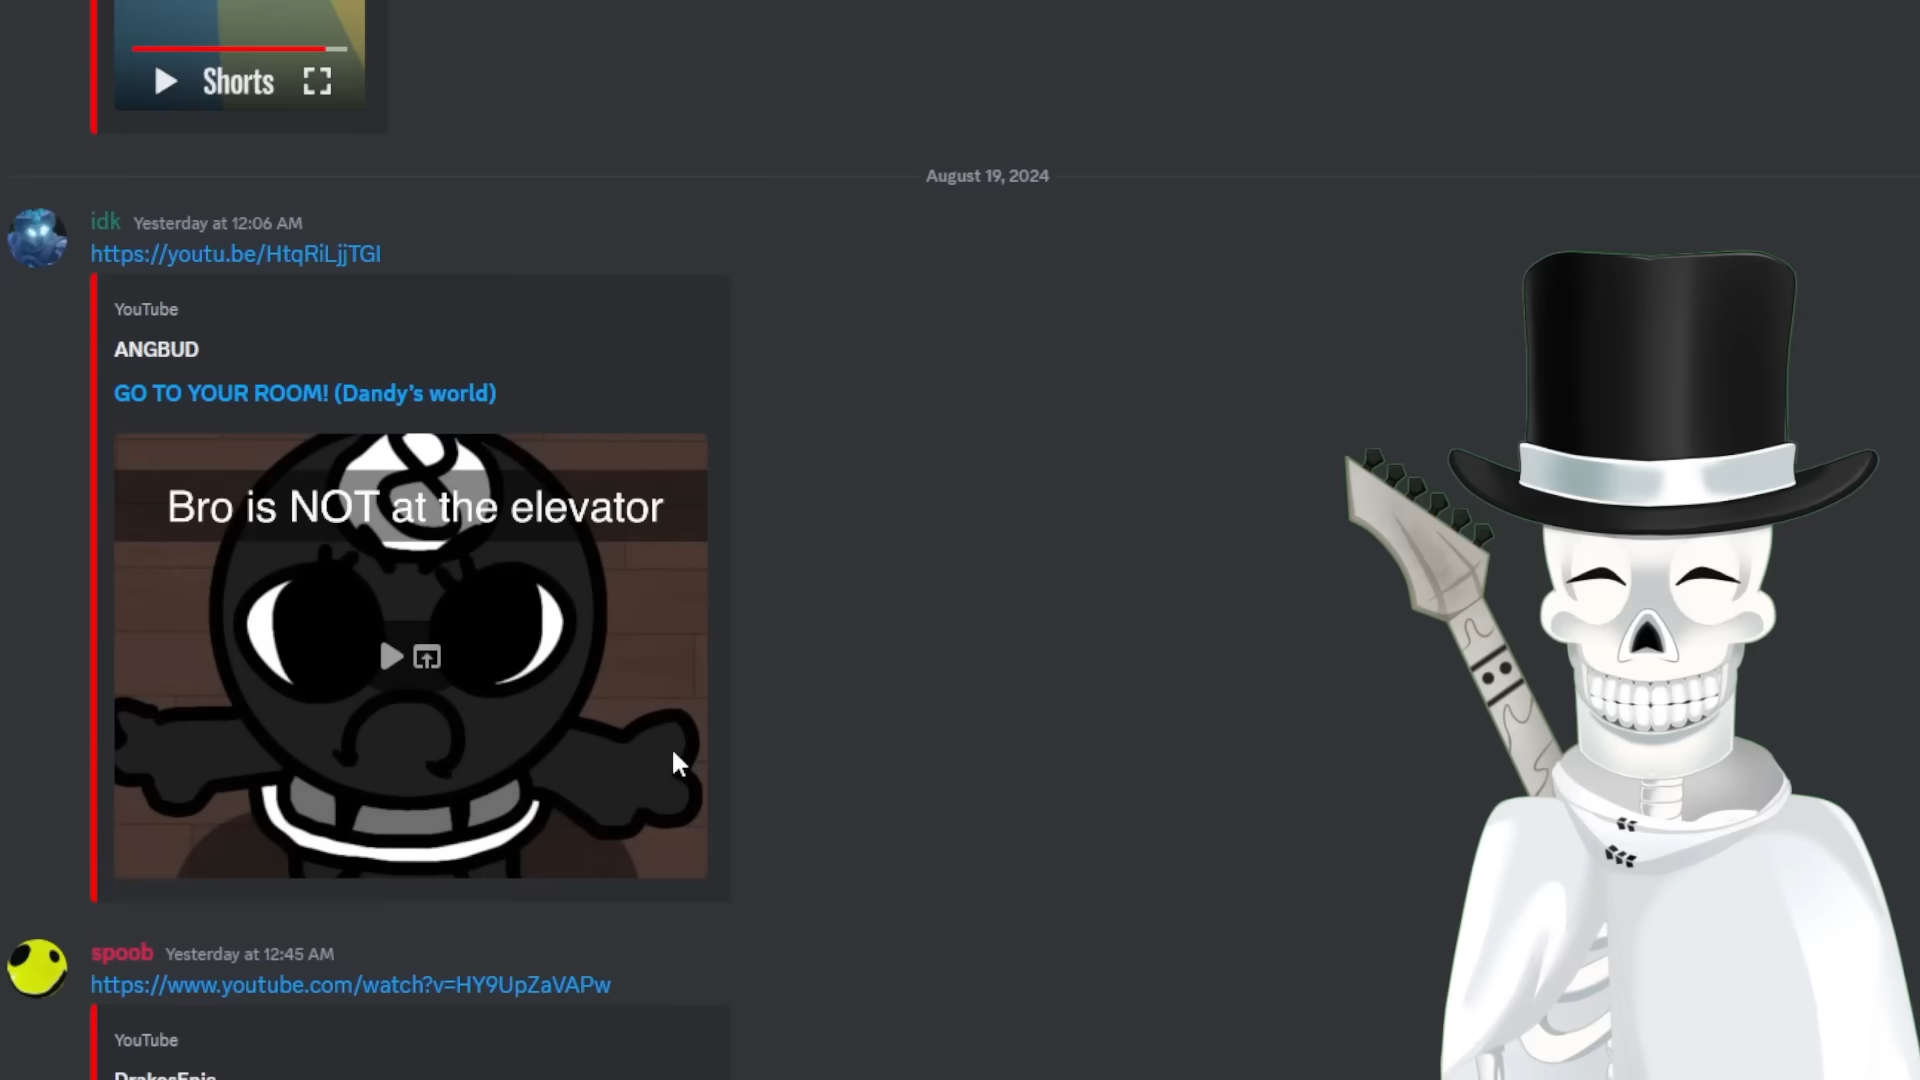 Shorts
August 19, 2024
idk Yesterday at 12:06 AM
https://youtu.be/HtqRiLjjTGI
YouTube
ANGBUD
GO TO YOUR ROOM! (Dandy’s world)
Bro is NOT at the elevator
spoob Yesterday at 12:45 AM
https://www.youtube.com/watch?v=HY9UpZaVAPw
YouTube
DrakesEpic